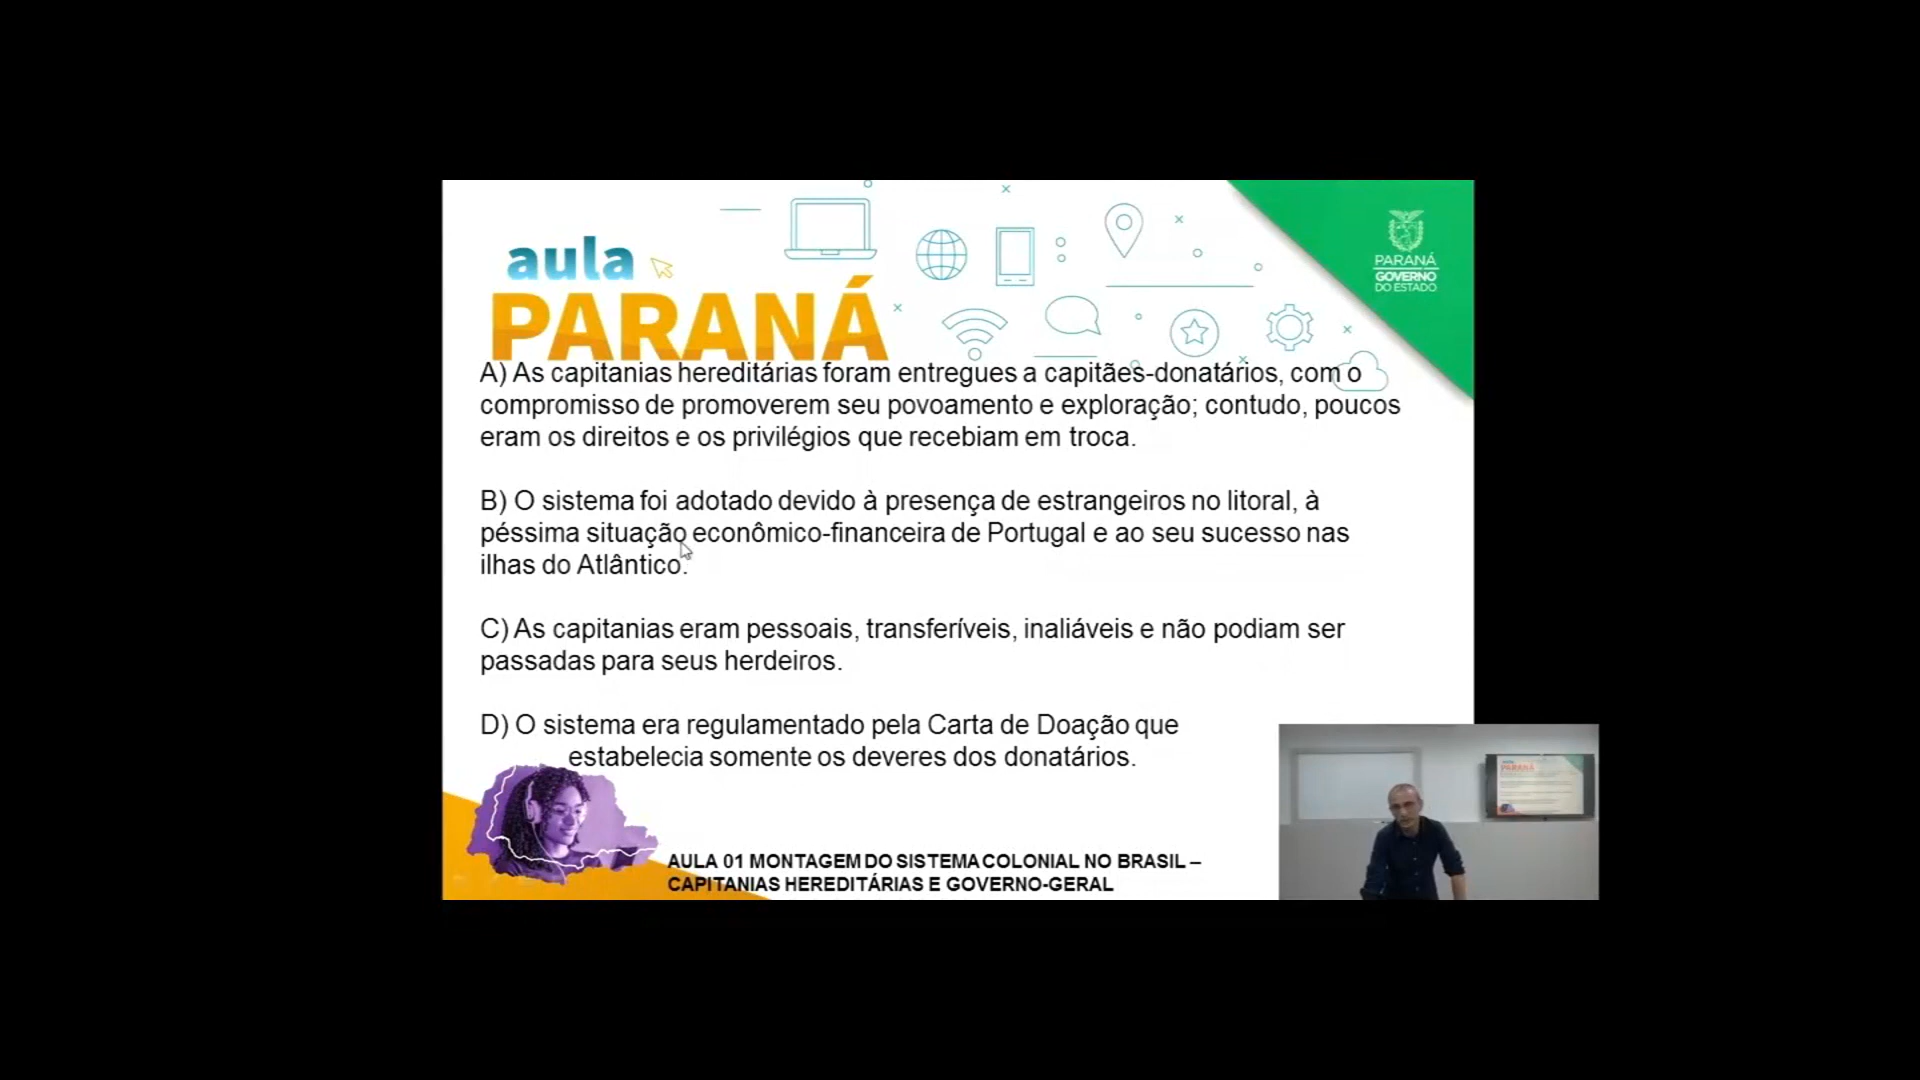 aula
PARANÁ
PARANÁ
GOVERNO
DO ESTADO
A) As capitanias hereditárias foram entregues a capitães-donatários, com o
compromisso de promoverem seu povoamento e exploração; contudo, poucos
eram os direitos e os privilégios que recebiam em troca.
B) O sistema foi adotado devido à presença de estrangeiros no litoral, à
péssima situação econômico-financeira de Portugal e ao seu sucesso nas
ilhas do Atlântico.
C) As capitanias eram pessoais, transferíveis, inaliáveis e não podiam ser
passadas para seus herdeiros.
D) O sistema era regulamentado pela Carta de Doação que
estabelecia somente os deveres dos donatários.
AULA 01 MONTAGEM DO SISTEMA COLONIAL NO BRASIL –
CAPITANIAS HEREDITÁRIAS E GOVERNO-GERAL
aula
PARANÁ